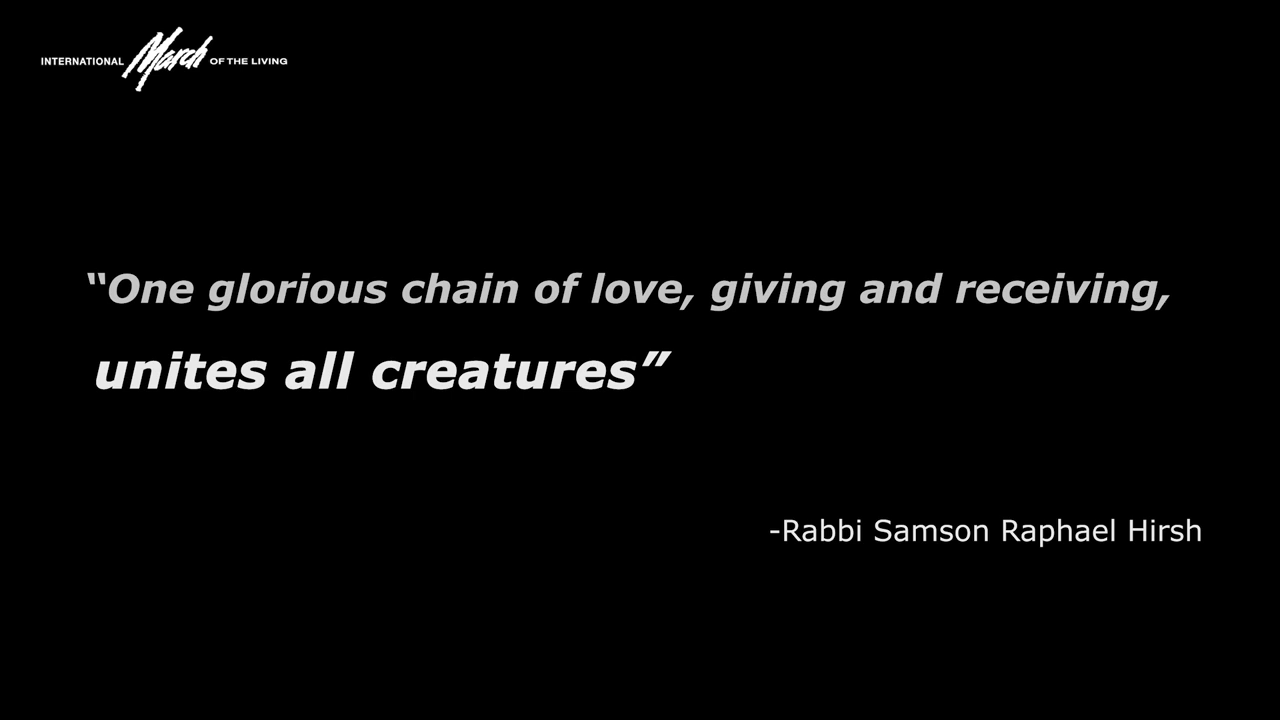 INTERNATIONAL March OF THE LIVING
“One glorious chain of love, giving and receiving,
unites all creatures”
-Rabbi Samson Raphael Hirsh